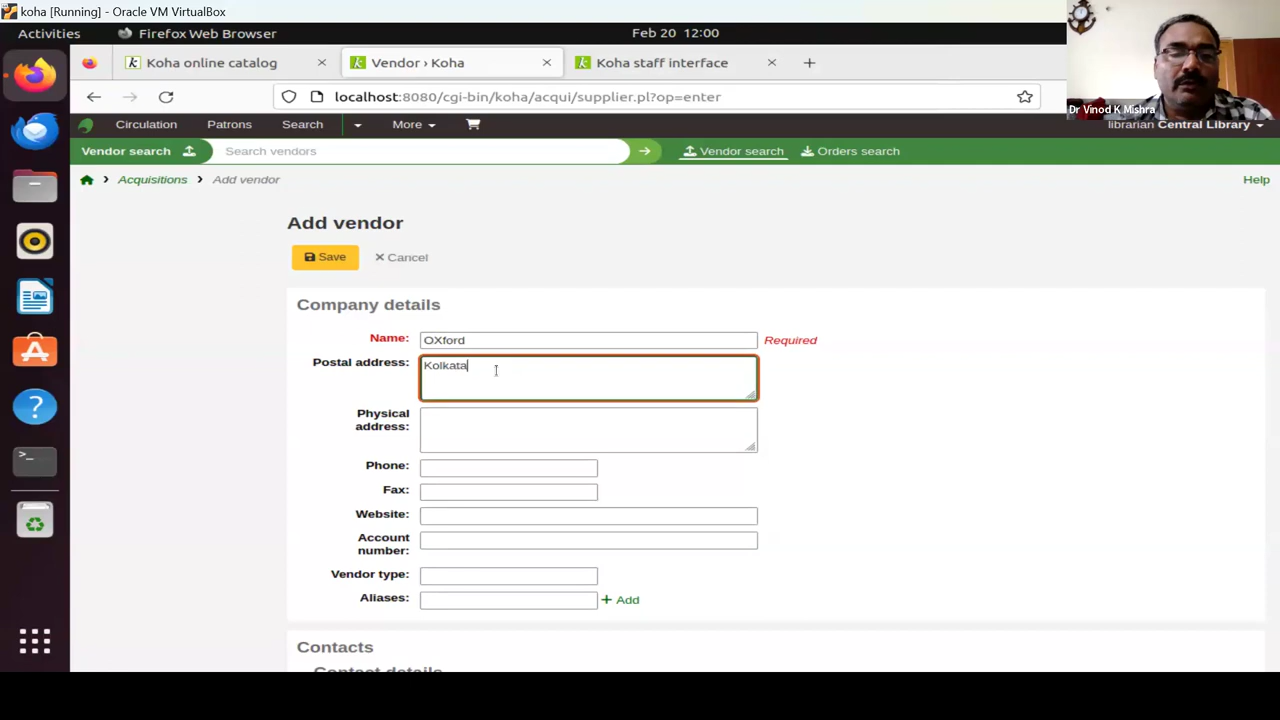 koha [Running] - Oracle VM VirtualBox
Activities Firefox Web Browser Feb 20 12:00
Koha online catalog × Vendor › Koha × Koha staff interface × +
localhost:8080/cgi-bin/koha/acqui/supplier.pl?op=enter
Dr Vinod K Mishra
Circulation Patrons Search More librarian Central Library
Vendor search Search vendors Vendor search Orders search
Acquisitions Add vendor Help
Add vendor
Save × Cancel
Company details
Name: OXford Required
Postal address: Kolkata
Physical
address:
Phone:
Fax:
Website:
Account
number:
Vendor type:
Aliases: + Add
Contacts
Contact details